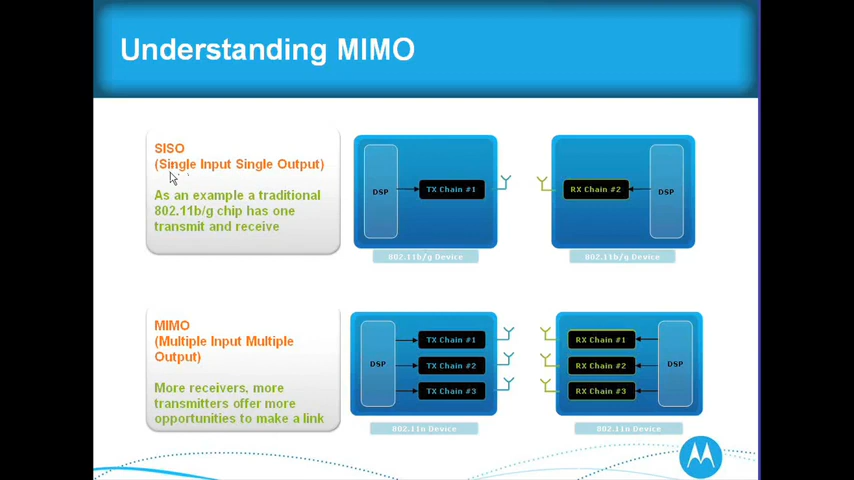 Understanding MIMO
SISO
(Single Input Single Output)
As an example a traditional
802.11b/g chip has one
transmit and receive
DSP
TX Chain #1
802.11b/g Device
RX Chain #2
DSP
802.11b/g Device
MIMO
(Multiple Input Multiple
Output)
More receivers, more
transmitters offer more
opportunities to make a link
DSP
TX Chain #1
TX Chain #2
TX Chain #3
802.11n Device
RX Chain #1
RX Chain #2
RX Chain #3
DSP
802.11n Device